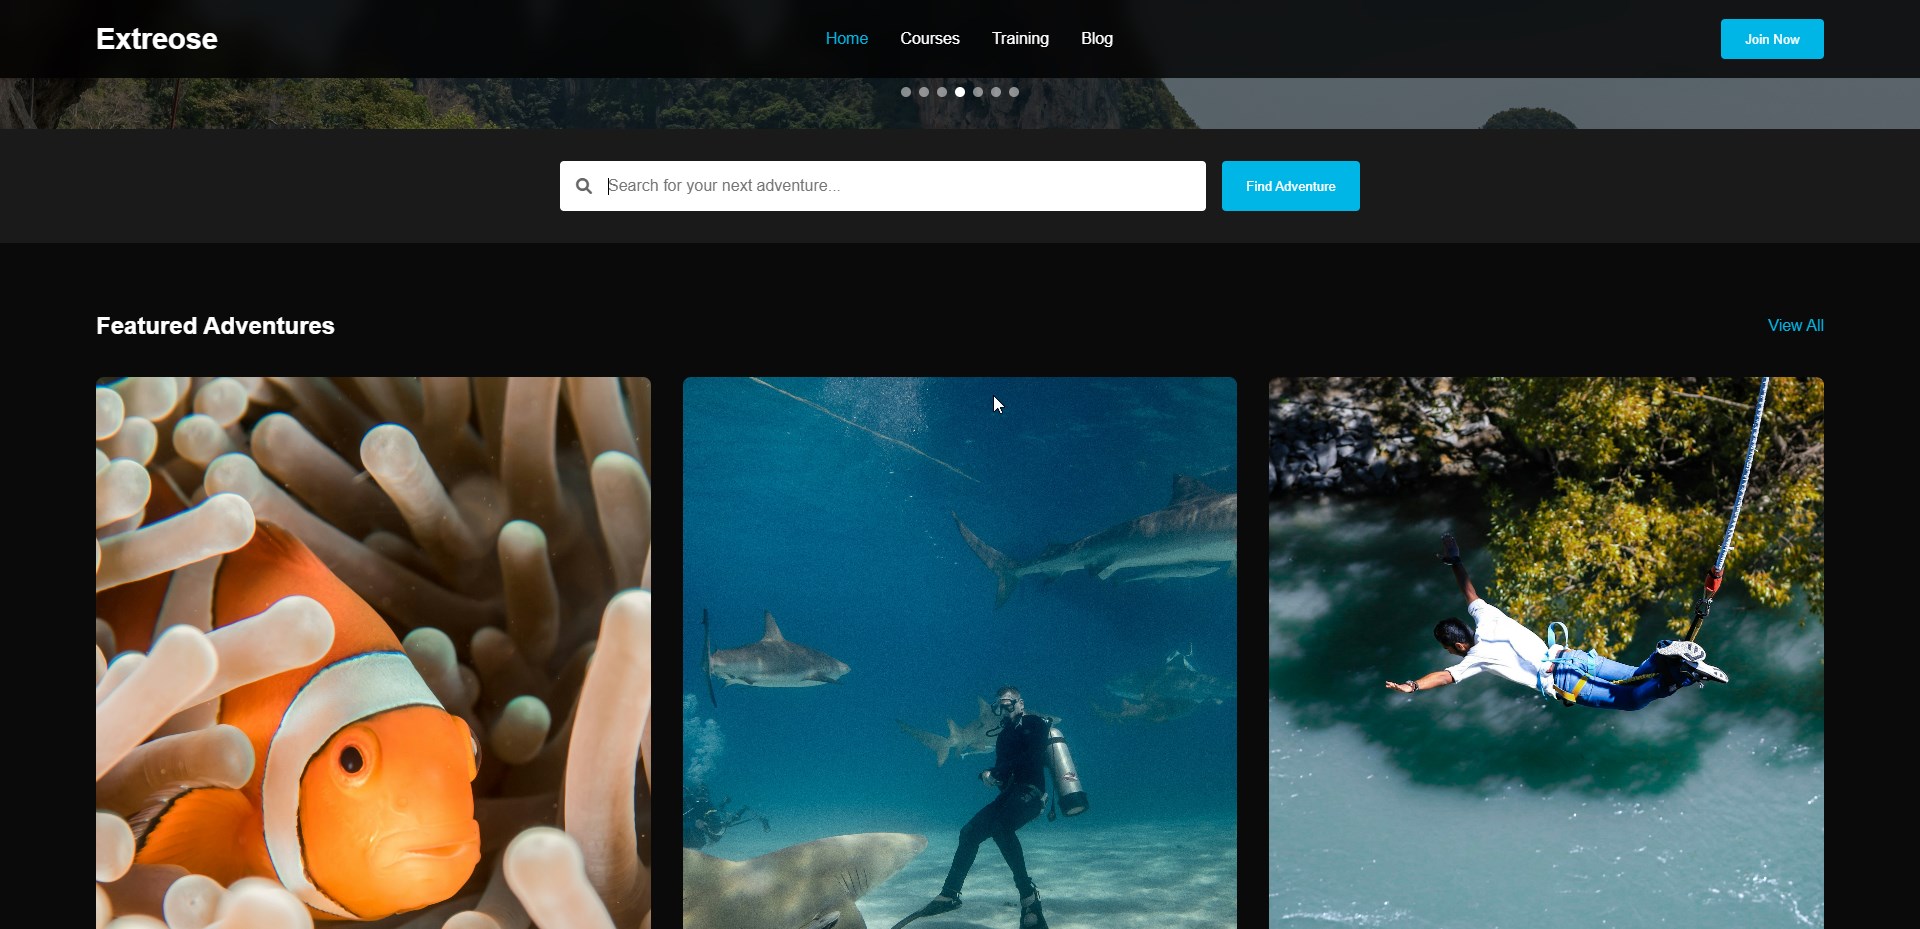 Extreose
Home Courses Training Blog
Join Now
Search for your next adventure...
Find Adventure
Featured Adventures
View All